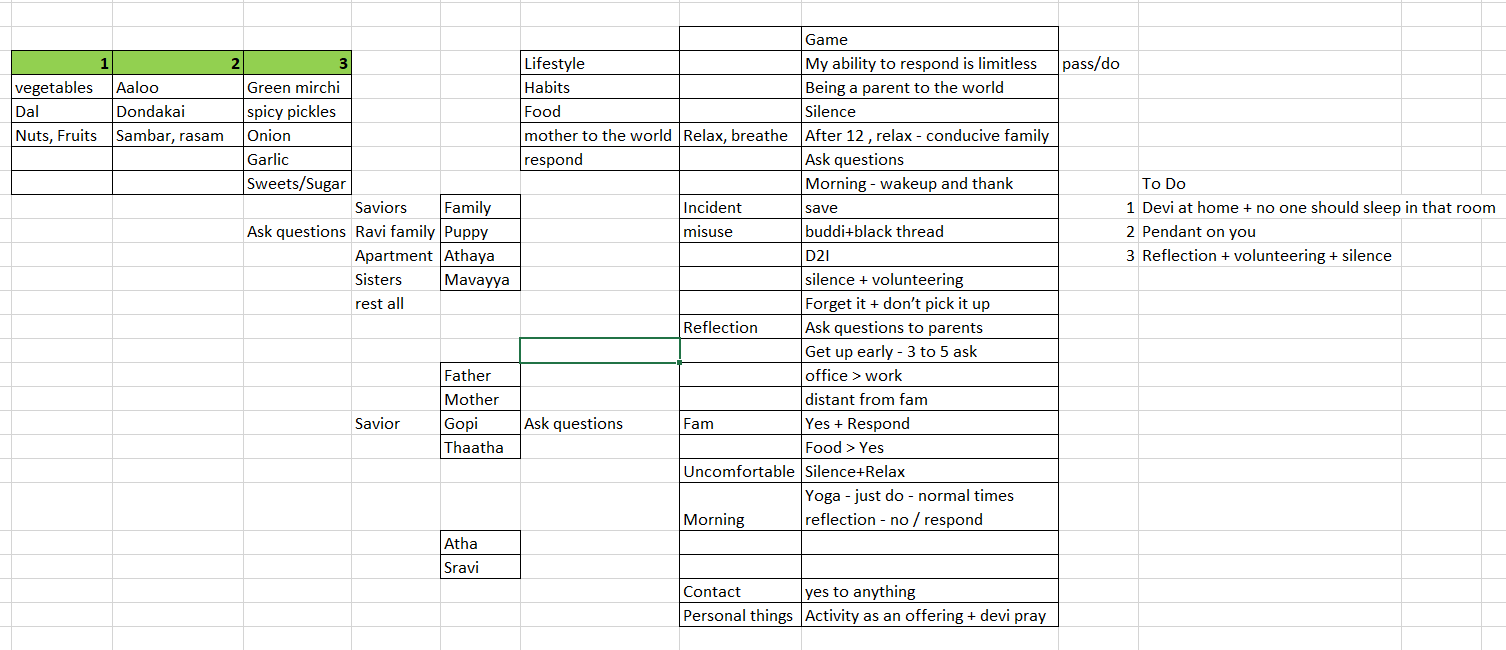 Game
1 2 3 Lifestyle My ability to respond is limitless pass/do
vegetables Aaloo Green mirchi Habits Being a parent to the world
Dal Dondakai spicy pickles Food Silence
Nuts, Fruits Sambar, rasam Onion mother to the world Relax, breathe After 12 , relax - conducive family
Garlic respond Ask questions
Sweets/Sugar Morning - wakeup and thank To Do
Saviors Family Incident save 1 Devi at home + no one should sleep in that room
Ask questions Ravi family Puppy misuse buddi+black thread 2 Pendant on you
Apartment Athaya D2I 3 Reflection + volunteering + silence
Sisters Mavayya silence + volunteering
rest all Forget it + don’t pick it up
Reflection Ask questions to parents
Get up early - 3 to 5 ask
Father office > work
Mother distant from fam
Savior Gopi Ask questions Fam Yes + Respond
Thaatha Food > Yes
Uncomfortable Silence+Relax
Yoga - just do - normal times
Morning reflection - no / respond
Atha
Sravi
Contact yes to anything
Personal things Activity as an offering + devi pray